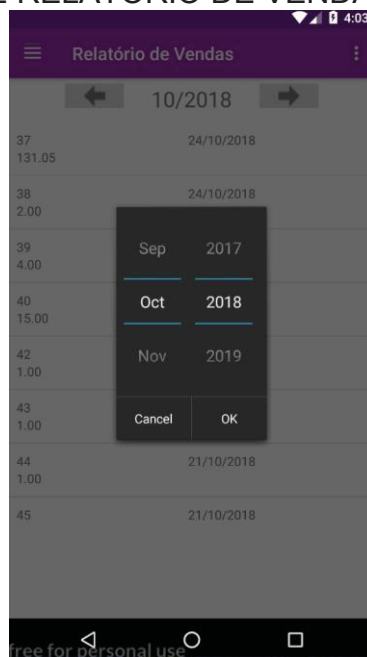 E RELATÓRIO DE VENDA
4:03
Relatório de Vendas
10/2018
37 24/10/2018
131.05
38 24/10/2018
2.00
39
4.00
40
15.00
42
1.00
43
1.00
44 21/10/2018
1.00
45 21/10/2018
Sep 2017
Oct 2018
Nov 2019
Cancel OK
free for personal use